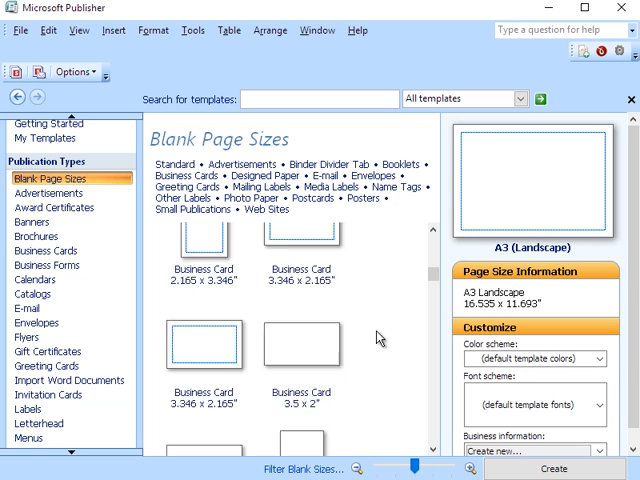 Microsoft Publisher
File Edit View Insert Format Tools Table Arrange Window Help
Type a question for help
Options
Search for templates:
All templates
Getting Started
My Templates
Publication Types
Blank Page Sizes
Advertisements
Award Certificates
Banners
Brochures
Business Cards
Business Forms
Calendars
Catalogs
E-mail
Envelopes
Flyers
Gift Certificates
Greeting Cards
Import Word Documents
Invitation Cards
Labels
Letterhead
Menus
Blank Page Sizes
Standard • Advertisements • Binder Divider Tab • Booklets •
Business Cards • Designed Paper • E-mail • Envelopes •
Greeting Cards • Mailing Labels • Media Labels • Name Tags •
Other Labels • Photo Paper • Postcards • Posters •
Small Publications • Web Sites
Business Card
2.165 x 3.346"
Business Card
3.346 x 2.165"
Business Card
3.346 x 2.165"
Business Card
3.5 x 2"
A3 (Landscape)
Page Size Information
A3 Landscape
16.535 x 11.693"
Customize
Color scheme:
(default template colors)
Font scheme:
(default template fonts)
Business information:
Create new...
Filter Blank Sizes...
Create